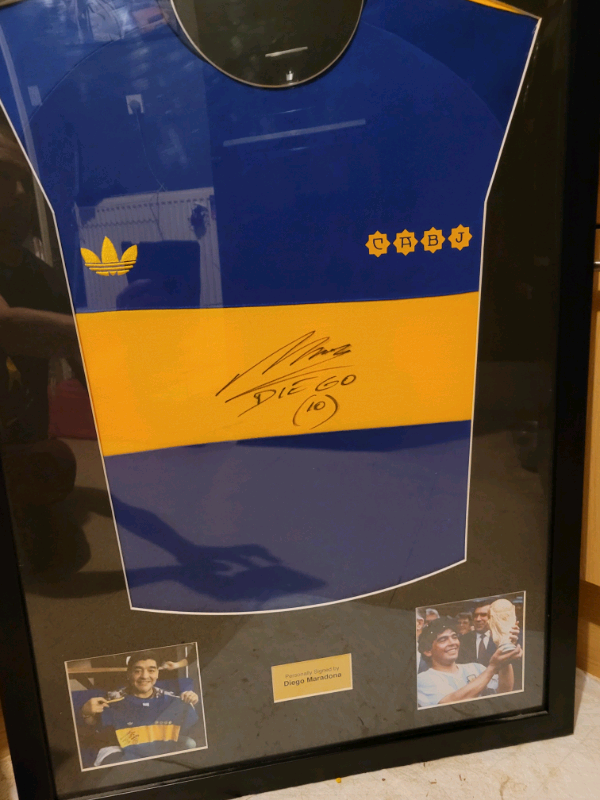 CABJ
DIEGO
(10)
Personally signed by
Diego Maradona